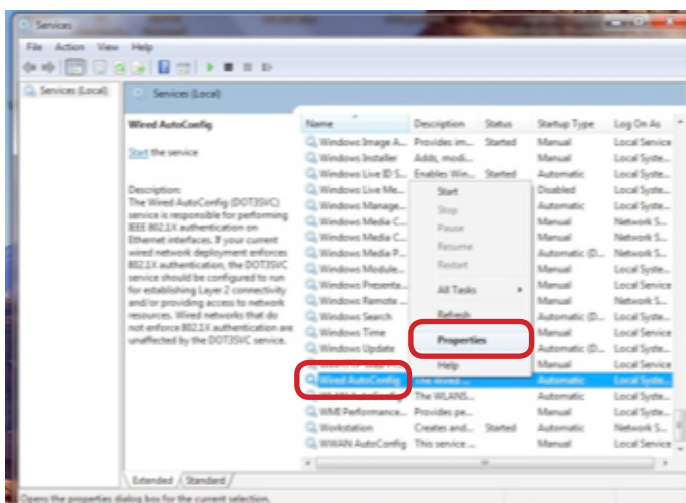 Services
File Action View Help
Services (Local)
Services (Local)
Wired AutoConfig
Start the service
Description:
The Wired AutoConfig (DOT3SVC)
service is responsible for performing
IEEE 802.1X authentication on
Ethernet interfaces. If your current
wired network deployment enforces
802.1X authentication, the DOT3SVC
service should be configured to run
for establishing Layer 2 connectivity
and/or providing access to network
resources. Wired networks that do
not enforce 802.1X authentication are
unaffected by the DOT3SVC service.
Name Description Status Startup Type Log On As
Windows Image A... Provides im... Started Manual Local Service
Windows Installer Adds, modi... Manual Local Syste...
Windows Live ID S... Enables Win... Started Automatic Local Syste...
Windows Live Me... Disabled Local Syste...
Windows Manage... Automatic Local Syste...
Windows Media C... Manual Network S...
Windows Media C... Manual Network S...
Windows Media P... Automatic (D... Network S...
Windows Module... Manual Local Syste...
Windows Presenta... Manual Local Service
Windows Remote ... Manual Network S...
Windows Search Automatic (D... Local Syste...
Windows Time Manual Local Service
Windows Update Automatic (D... Local Syste...
Manual Local Service
Wired AutoConfig The Wired ... Automatic Local Syste...
The WLANS... Automatic Local Syste...
WMI Performance... Provides pe... Manual Local Syste...
Workstation Creates and... Started Automatic Network S...
WWAN AutoConfig This service ... Manual Local Service
Start
Stop
Pause
Resume
Restart
All Tasks
Refresh
Properties
Help
Extended Standard
Opens the properties dialog box for the current selection.